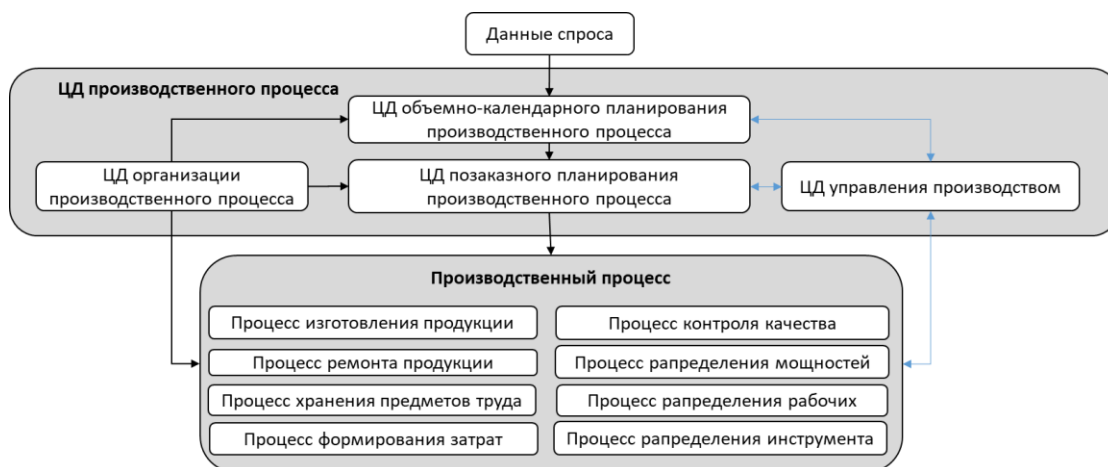 Данные спроса
ЦД производственного процесса
ЦД объемно-календарного планирования
производственного процесса
ЦД организации
производственного процесса
ЦД позаказного планирования
производственного процесса
ЦД управления производством
Производственный процесс
Процесс изготовления продукции
Процесс контроля качества
Процесс ремонта продукции
Процесс рапределения мощностей
Процесс хранения предметов труда
Процесс рапределения рабочих
Процесс формирования затрат
Процесс рапределения инструмента